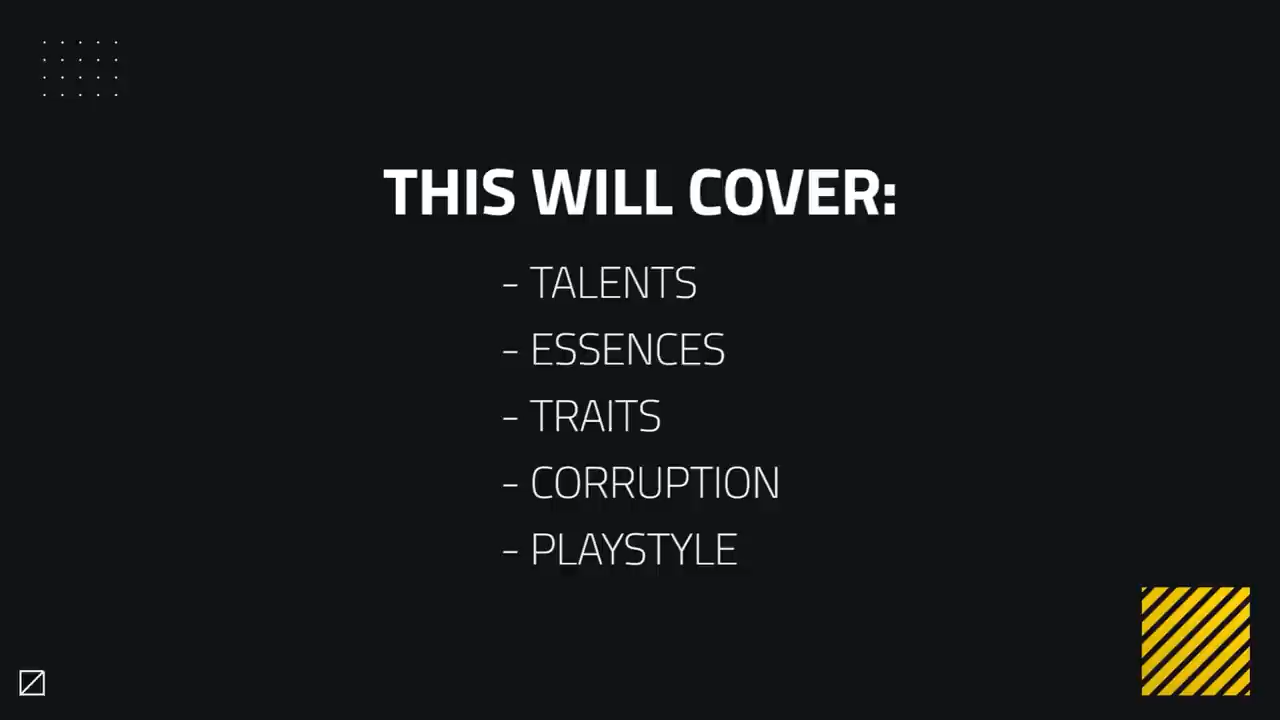 THIS WILL COVER:
- TALENTS
- ESSENCES
- TRAITS
- CORRUPTION
- PLAYSTYLE